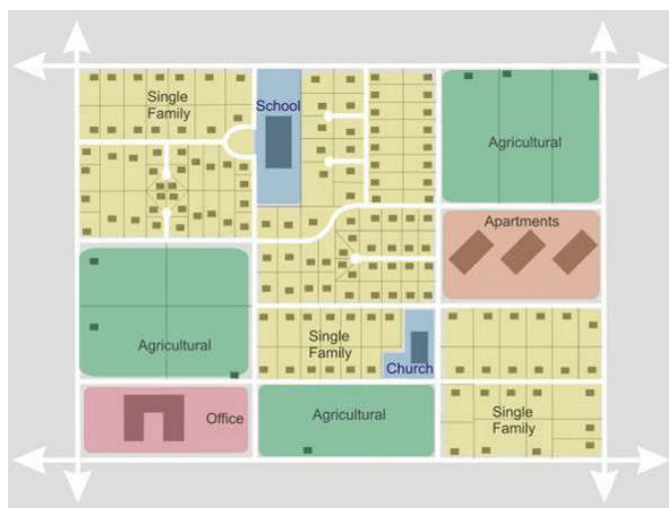 Single
Family
School
Agricultural
Apartments
Agricultural
Single
Family
Church
Office
Agricultural
Single
Family